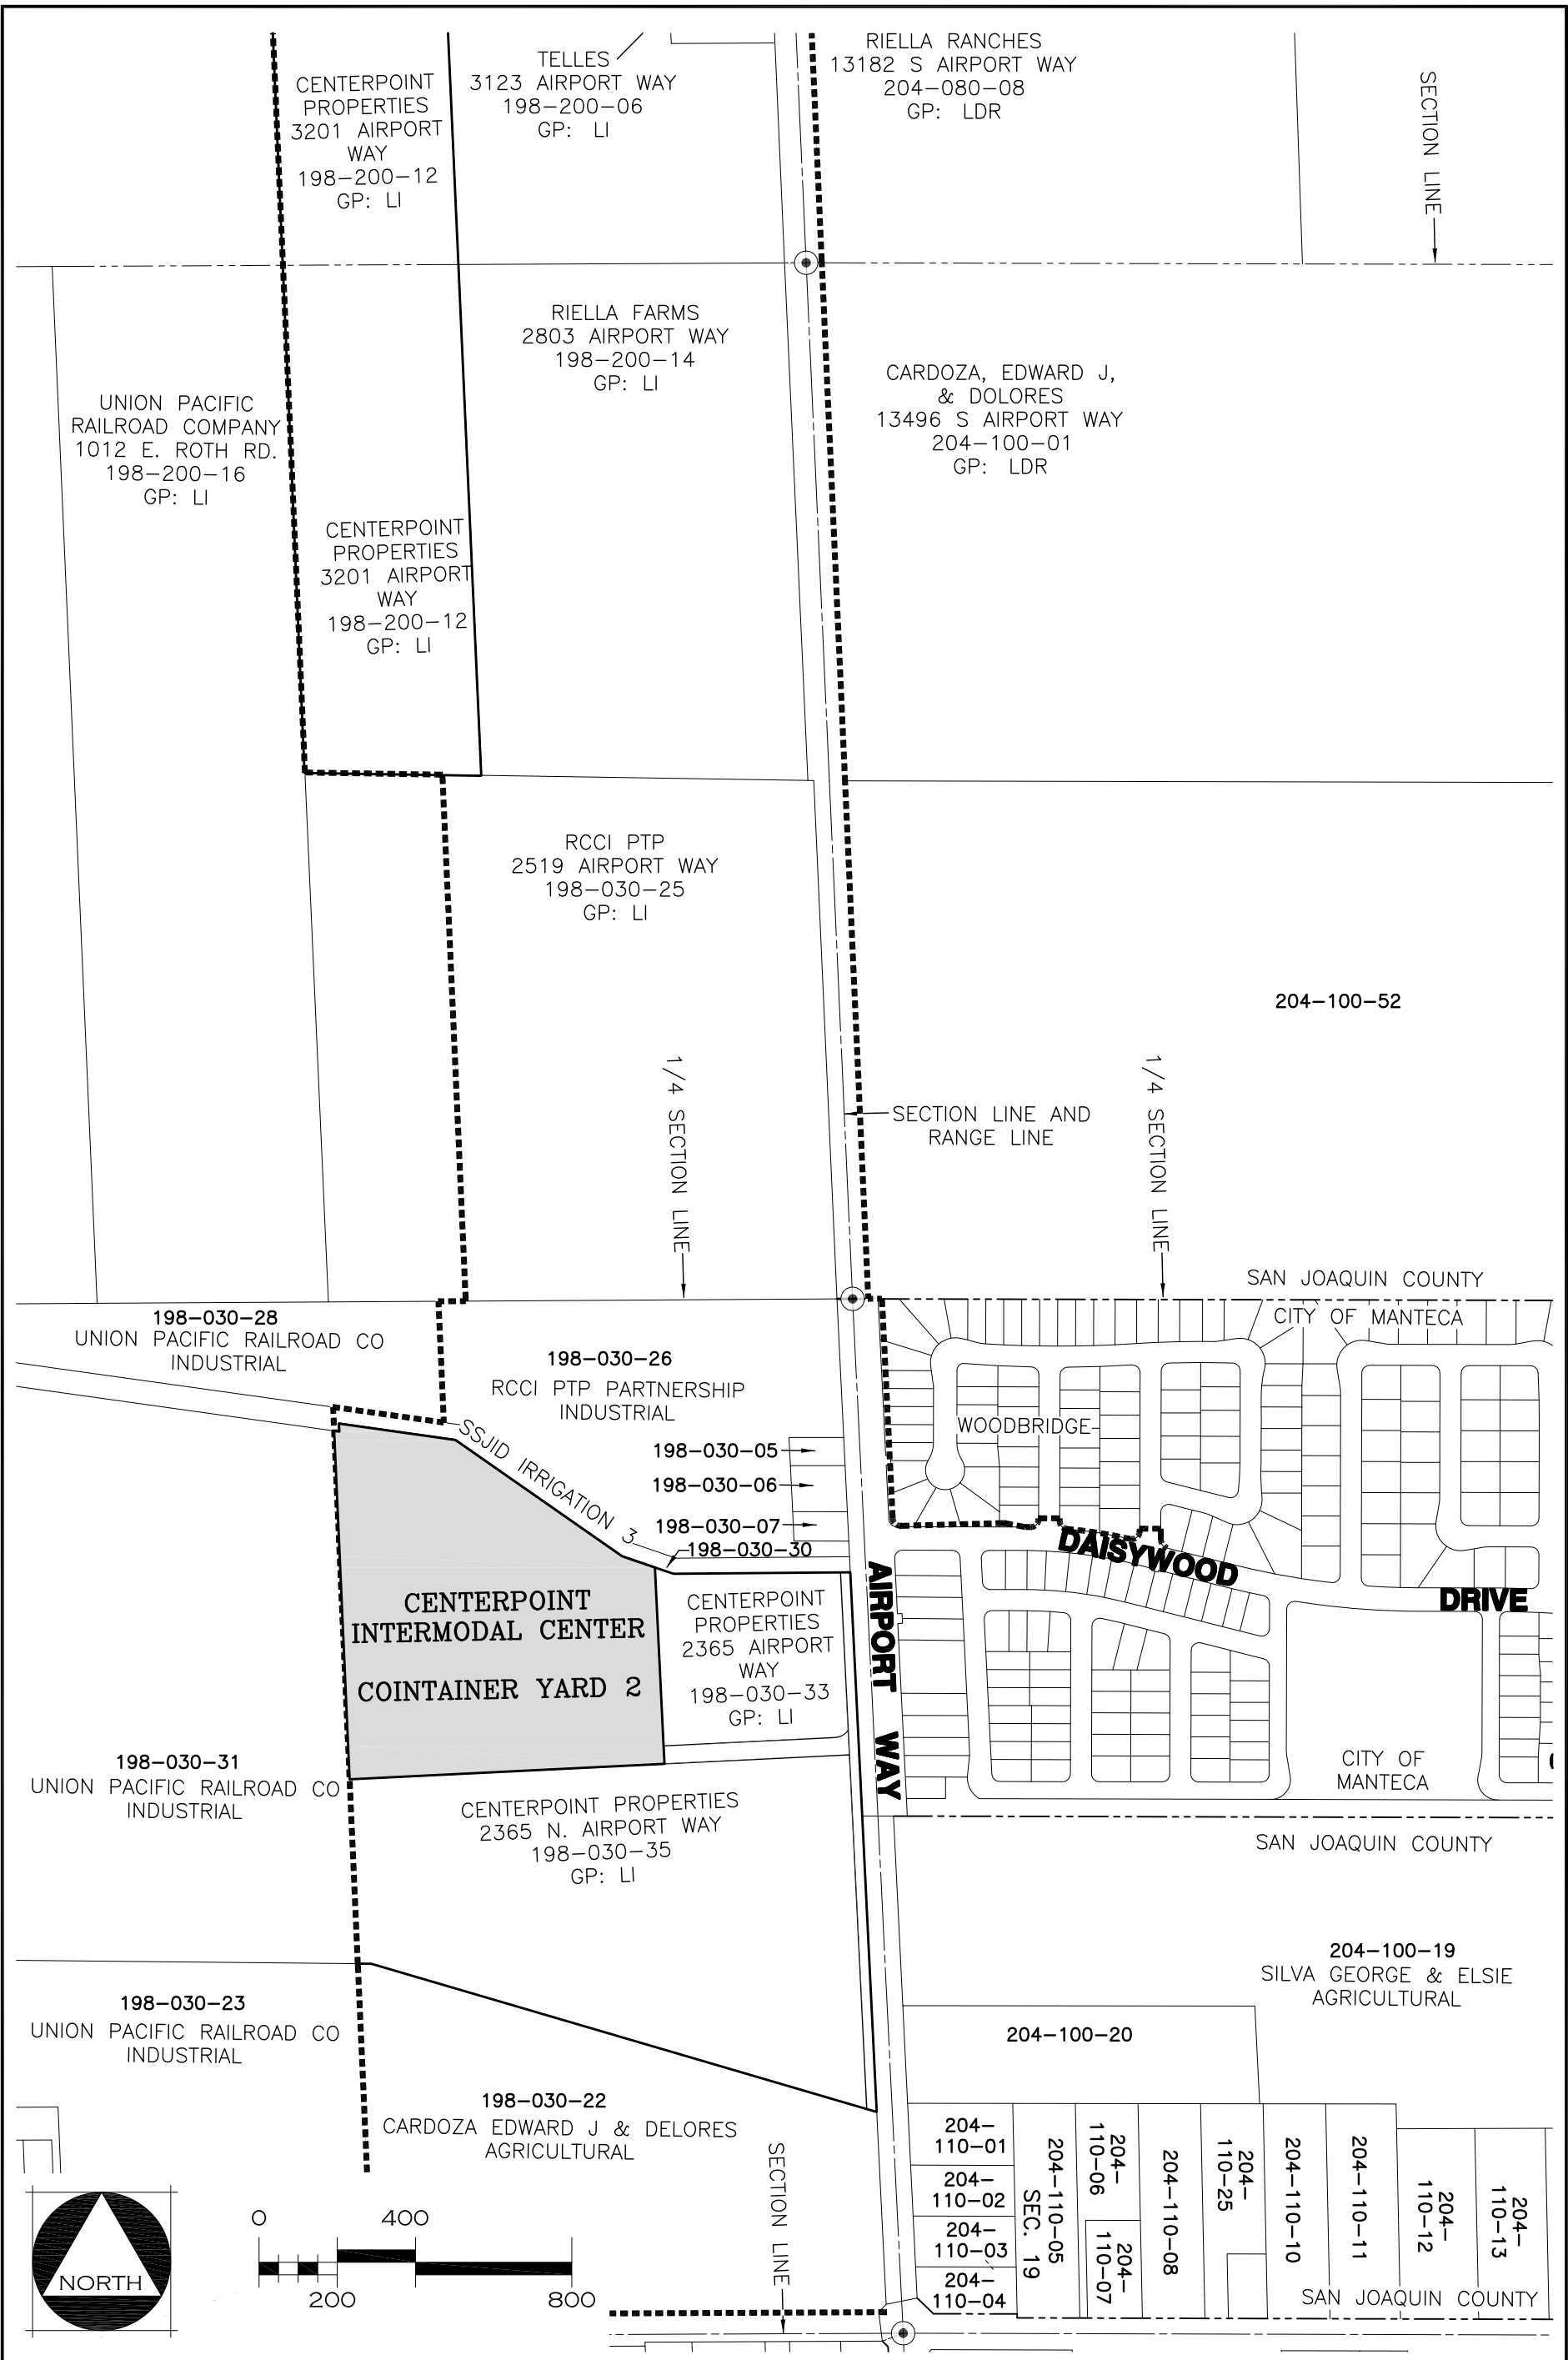 CENTERPOINT
PROPERTIES
3201 AIRPORT
WAY
198-200-12
GP: LI
TELLES
3123 AIRPORT WAY
198-200-06
GP: LI
RIELLA RANCHES
13182 S AIRPORT WAY
204-080-08
GP: LDR
SECTION LINE
UNION PACIFIC
RAILROAD COMPANY
1012 E. ROTH RD.
198-200-16
GP: LI
RIELLA FARMS
2803 AIRPORT WAY
198-200-14
GP: LI
CARDOZA, EDWARD J,
& DOLORES
13496 S AIRPORT WAY
204-100-01
GP: LDR
CENTERPOINT
PROPERTIES
3201 AIRPORT
WAY
198-200-12
GP: LI
RCCI PTP
2519 AIRPORT WAY
198-030-25
GP: LI
204-100-52
1/4 SECTION LINE
SECTION LINE AND
RANGE LINE
1/4 SECTION LINE
SAN JOAQUIN COUNTY
CITY OF MANTECA
198-030-28
UNION PACIFIC RAILROAD CO
INDUSTRIAL
198-030-26
RCCI PTP PARTNERSHIP
INDUSTRIAL
SSJID IRRIGATION 3
198-030-05
198-030-06
198-030-07
198-030-30
WOODBRIDGE
DAISYWOOD
DRIVE
AIRPORT WAY
CENTERPOINT
INTERMODAL CENTER
COINTAINER YARD 2
CENTERPOINT
PROPERTIES
2365 AIRPORT
WAY
198-030-33
GP: LI
CITY OF
MANTECA
198-030-31
UNION PACIFIC RAILROAD CO
INDUSTRIAL
CENTERPOINT PROPERTIES
2365 N. AIRPORT WAY
198-030-35
GP: LI
SAN JOAQUIN COUNTY
204-100-19
SILVA GEORGE & ELSIE
AGRICULTURAL
198-030-23
UNION PACIFIC RAILROAD CO
INDUSTRIAL
204-100-20
198-030-22
CARDOZA EDWARD J & DELORES
AGRICULTURAL
SECTION LINE
204-
110-01
204-
110-02
204-
110-03
204-
110-04
204-110-05
SEC. 19
204-
110-06
204-
110-07
204-110-08
204-
110-25
204-110-10
204-110-11
204-
110-12
204-
110-13
SAN JOAQUIN COUNTY
NORTH
0
400
200
800